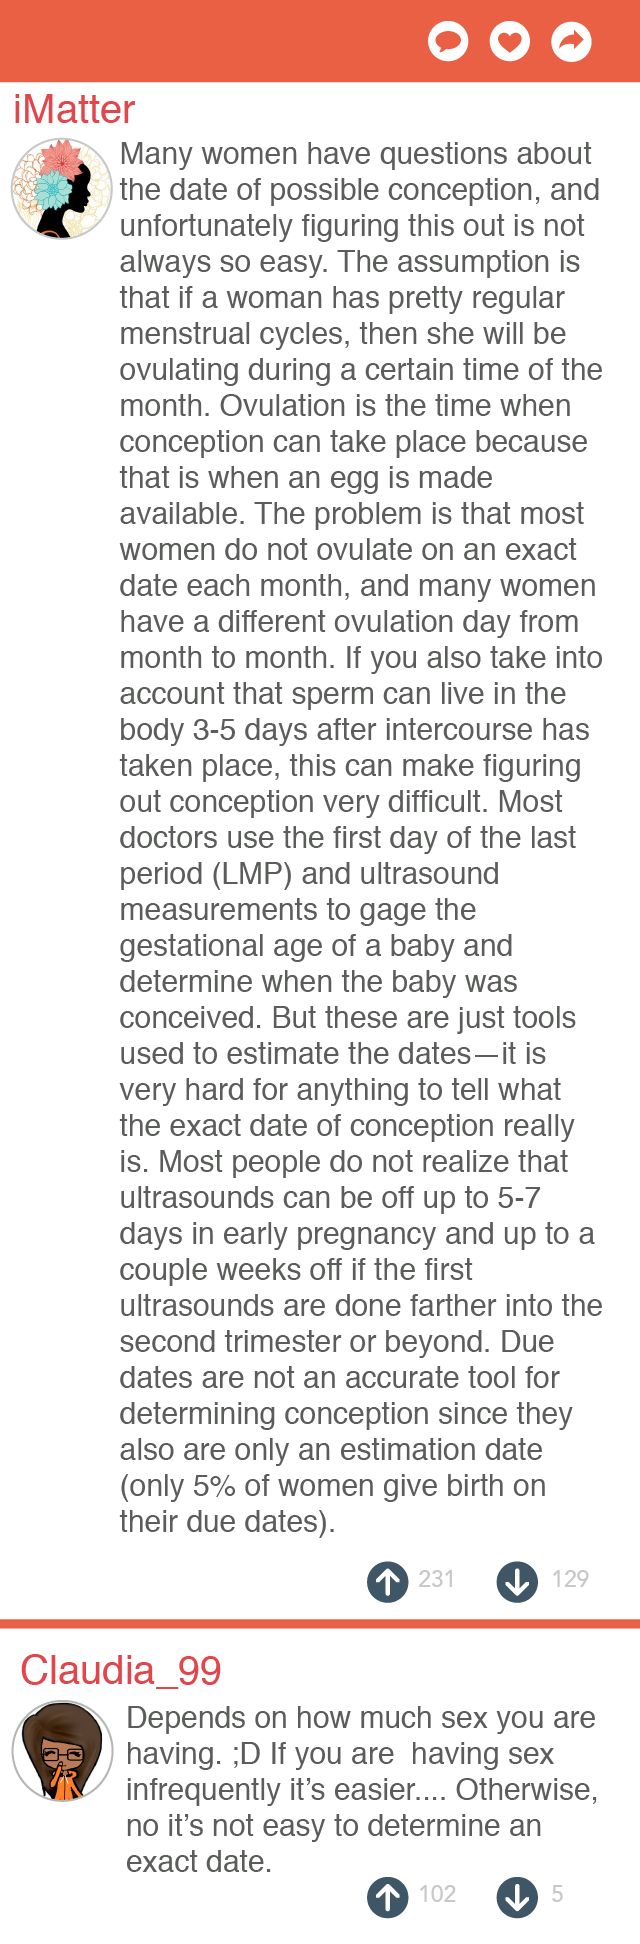 iMatter
Many women have questions about
the date of possible conception, and
unfortunately figuring this out is not
always so easy. The assumption is
that if a woman has pretty regular
menstrual cycles, then she will be
ovulating during a certain time of the
month. Ovulation is the time when
conception can take place because
that is when an egg is made
available. The problem is that most
women do not ovulate on an exact
date each month, and many women
have a different ovulation day from
month to month. If you also take into
account that sperm can live in the
body 3-5 days after intercourse has
taken place, this can make figuring
out conception very difficult. Most
doctors use the first day of the last
period (LMP) and ultrasound
measurements to gage the
gestational age of a baby and
determine when the baby was
conceived. But these are just tools
used to estimate the dates—it is
very hard for anything to tell what
the exact date of conception really
is. Most people do not realize that
ultrasounds can be off up to 5-7
days in early pregnancy and up to a
couple weeks off if the first
ultrasounds are done farther into the
second trimester or beyond. Due
dates are not an accurate tool for
determining conception since they
also are only an estimation date
(only 5% of women give birth on
their due dates).
231 129
Claudia_99
Depends on how much sex you are
having. ;D If you are  having sex
infrequently it’s easier.... Otherwise,
no it’s not easy to determine an
exact date.
102 5